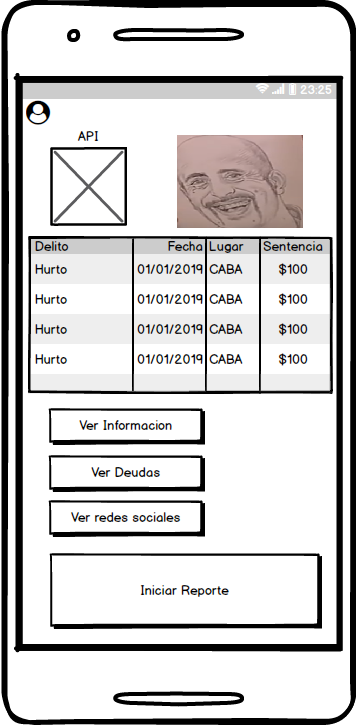 23:25
API
Delito Fecha Lugar Sentencia
Hurto 01/01/2019 CABA $100
Hurto 01/01/2019 CABA $100
Hurto 01/01/2019 CABA $100
Hurto 01/01/2019 CABA $100
Ver Informacion
Ver Deudas
Ver redes sociales
Iniciar Reporte